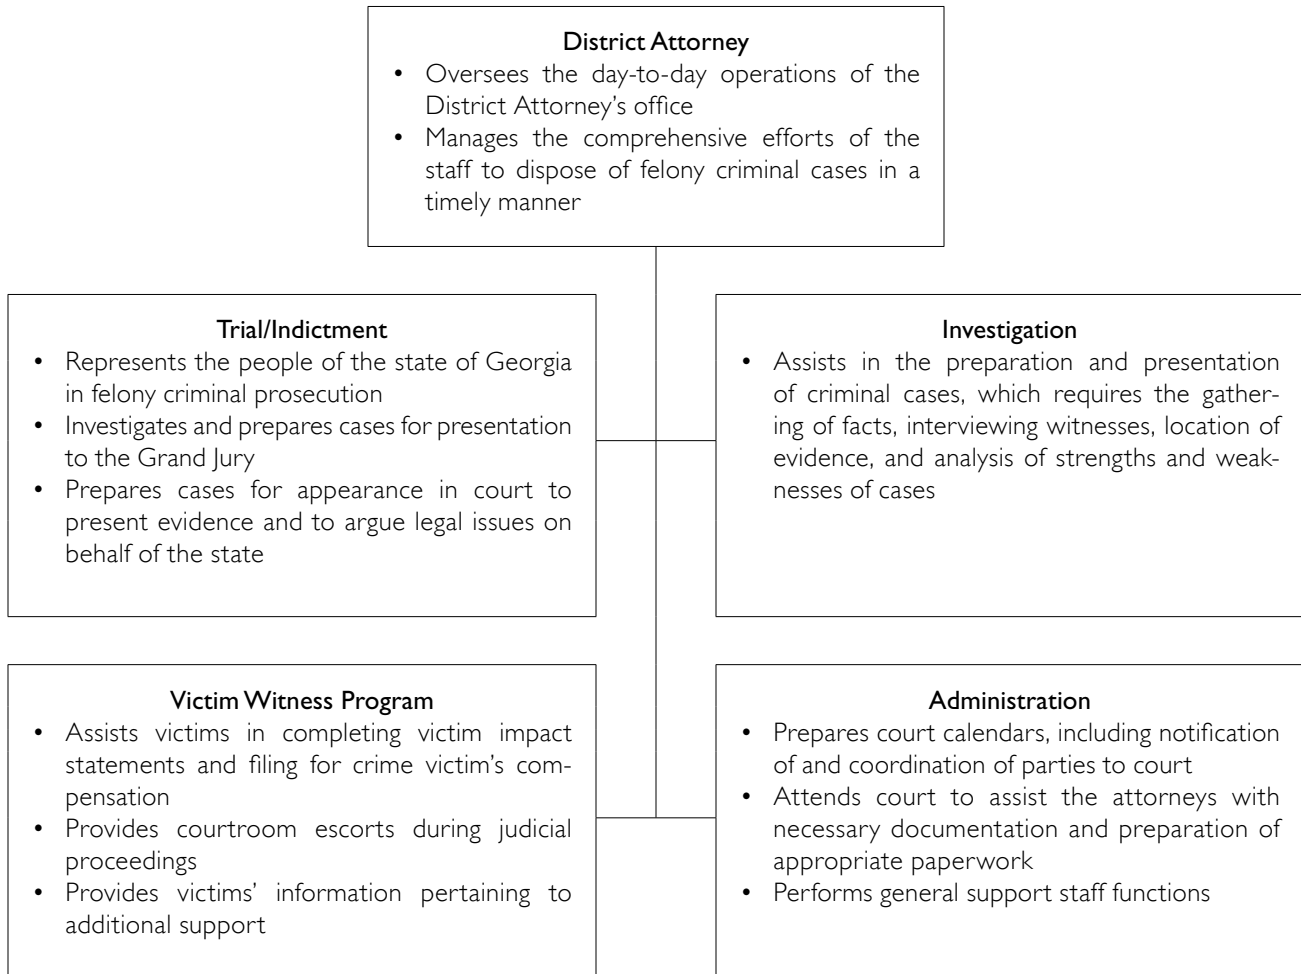 District Attorney
• Oversees the day-to-day operations of the
District Attorney’s office
• Manages the comprehensive efforts of the
staff to dispose of felony criminal cases in a
timely manner
Trial/Indictment
• Represents the people of the state of Georgia
in felony criminal prosecution
• Investigates and prepares cases for presentation
to the Grand Jury
• Prepares cases for appearance in court to
present evidence and to argue legal issues on
behalf of the state
Investigation
• Assists in the preparation and presentation
of criminal cases, which requires the gather-
ing of facts, interviewing witnesses, location of
evidence, and analysis of strengths and weak-
nesses of cases
Victim Witness Program
• Assists victims in completing victim impact
statements and filing for crime victim’s com-
pensation
• Provides courtroom escorts during judicial
proceedings
• Provides victims’ information pertaining to
additional support
Administration
• Prepares court calendars, including notification
of and coordination of parties to court
• Attends court to assist the attorneys with
necessary documentation and preparation of
appropriate paperwork
• Performs general support staff functions